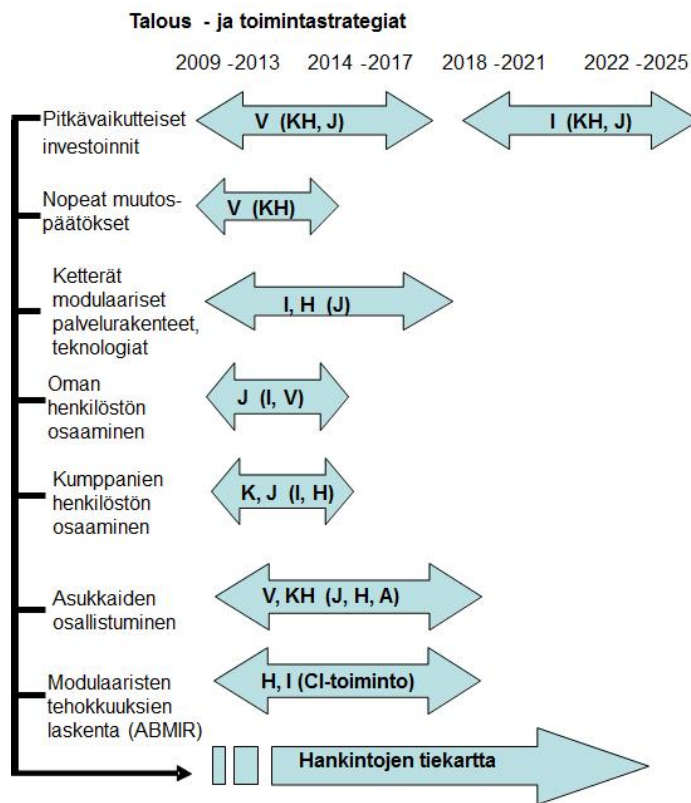 Talous - ja toimintastrategiat
2009 -2013 2014 -2017 2018 -2021 2022 -2025
Pitkävaikutteiset
investoinnit
V (KH, J)
I (KH, J)
Nopeat muutos-
päätökset
V (KH)
Ketterät
modulaariset
palvelurakenteet,
teknologiat
I, H (J)
Oman
henkilöstön
osaaminen
J (I, V)
Kumppanien
henkilöstön
osaaminen
K, J (I, H)
Asukkaiden
osallistuminen
V, KH (J, H, A)
Modulaaristen
tehokkuuksien
laskenta (ABMIR)
H, I (CI-toiminto)
Hankintojen tiekartta